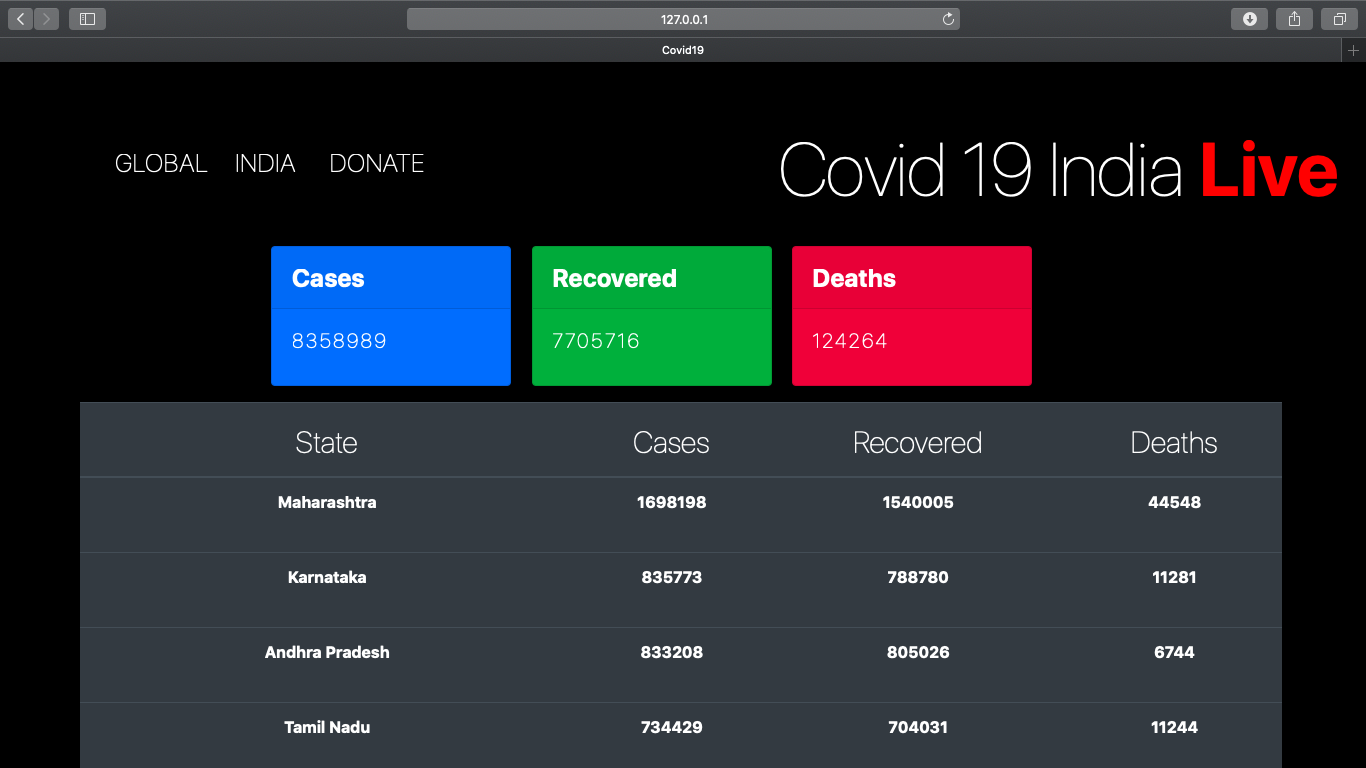 127.0.0.1
Covid19
GLOBAL INDIA DONATE
Covid 19 India Live
Cases Recovered Deaths
8358989 7705716 124264
State Cases Recovered Deaths
Maharashtra 1698198 1540005 44548
Karnataka 835773 788780 11281
Andhra Pradesh 833208 805026 6744
Tamil Nadu 734429 704031 11244